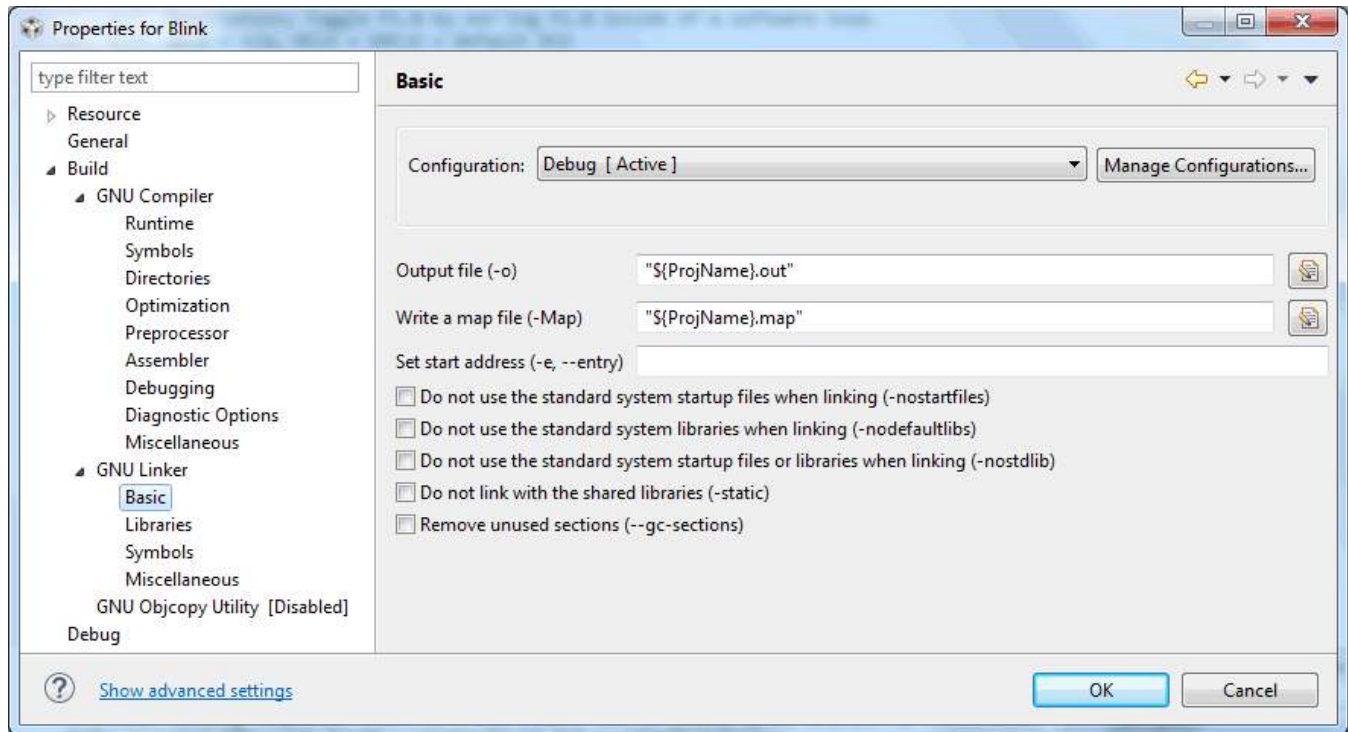 Properties for Blink
type filter text
Resource
General
Build
GNU Compiler
Runtime
Symbols
Directories
Optimization
Preprocessor
Assembler
Debugging
Diagnostic Options
Miscellaneous
GNU Linker
Basic
Libraries
Symbols
Miscellaneous
GNU Objcopy Utility [Disabled]
Debug
Basic
Configuration: Debug [ Active ] Manage Configurations...
Output file (-o) "${ProjName}.out"
Write a map file (-Map) "${ProjName}.map"
Set start address (-e, --entry)
Do not use the standard system startup files when linking (-nostartfiles)
Do not use the standard system libraries when linking (-nodefaultlibs)
Do not use the standard system startup files or libraries when linking (-nostdlib)
Do not link with the shared libraries (-static)
Remove unused sections (--gc-sections)
? Show advanced settings
OK Cancel